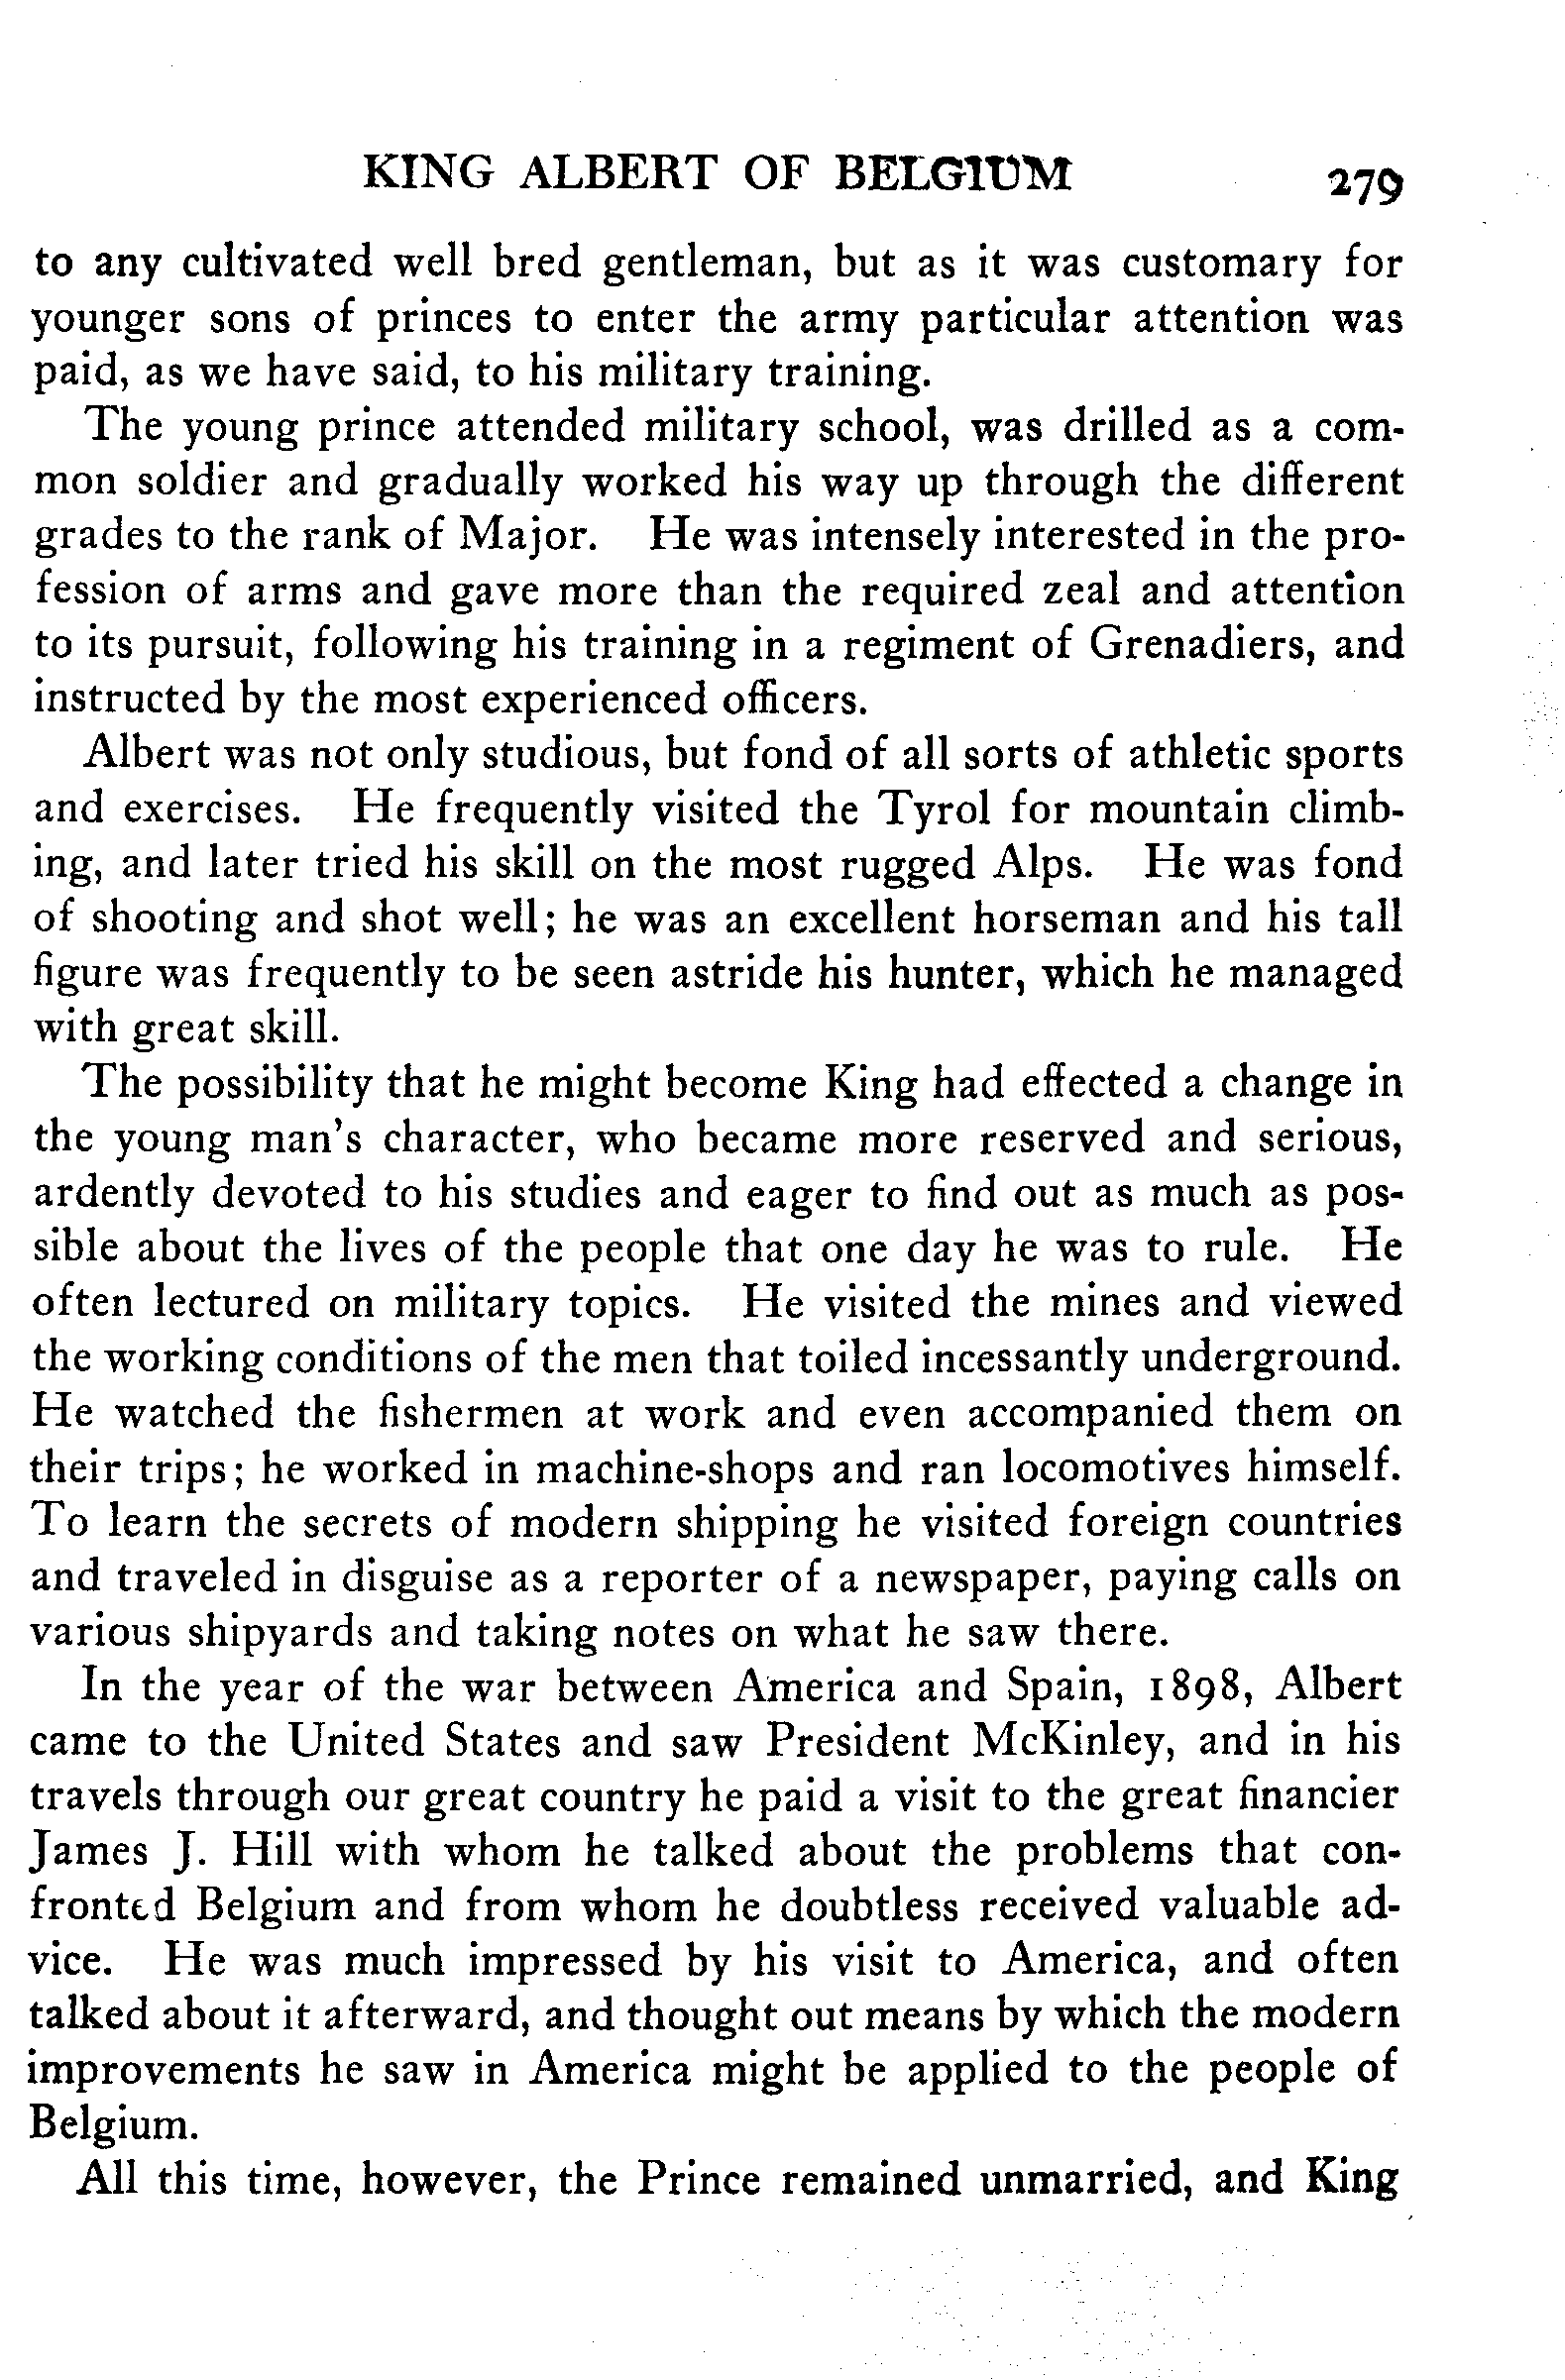 KING ALBERT OF BELGIUM 279
to any cultivated well bred gentleman, but as it was customary for
younger sons of princes to enter the army particular attention was
paid, as we have said, to his military training.
The young prince attended military school, was drilled as a com-
mon soldier and gradually worked his way up through the different
grades to the rank of Major. He was intensely interested in the pro-
fession of arms and gave more than the required zeal and attention
to its pursuit, following his training in a regiment of Grenadiers, and
instructed by the most experienced officers.
Albert was not only studious, but fond of all sorts of athletic sports
and exercises. He frequently visited the Tyrol for mountain climb-
ing, and later tried his skill on the most rugged Alps. He was fond
of shooting and shot well; he was an excellent horseman and his tall
figure was frequently to be seen astride his hunter, which he managed
with great skill.
The possibility that he might become King had effected a change in
the young man's character, who became more reserved and serious,
ardently devoted to his studies and eager to find out as much as pos-
sible about the lives of the people that one day he was to rule. He
often lectured on military topics. He visited the mines and viewed
the working conditions of the men that toiled incessantly underground.
He watched the fishermen at work and even accompanied them on
their trips; he worked in machine-shops and ran locomotives himself.
To learn the secrets of modern shipping he visited foreign countries
and traveled in disguise as a reporter of a newspaper, paying calls on
various shipyards and taking notes on what he saw there.
In the year of the war between America and Spain, 1898, Albert
came to the United States and saw President McKinley, and in his
travels through our great country he paid a visit to the great financier
James J. Hill with whom he talked about the problems that con-
fronted Belgium and from whom he doubtless received valuable ad-
vice. He was much impressed by his visit to America, and often
talked about it afterward, and thought out means by which the modern
improvements he saw in America might be applied to the people of
Belgium.
All this time, however, the Prince remained unmarried, and King